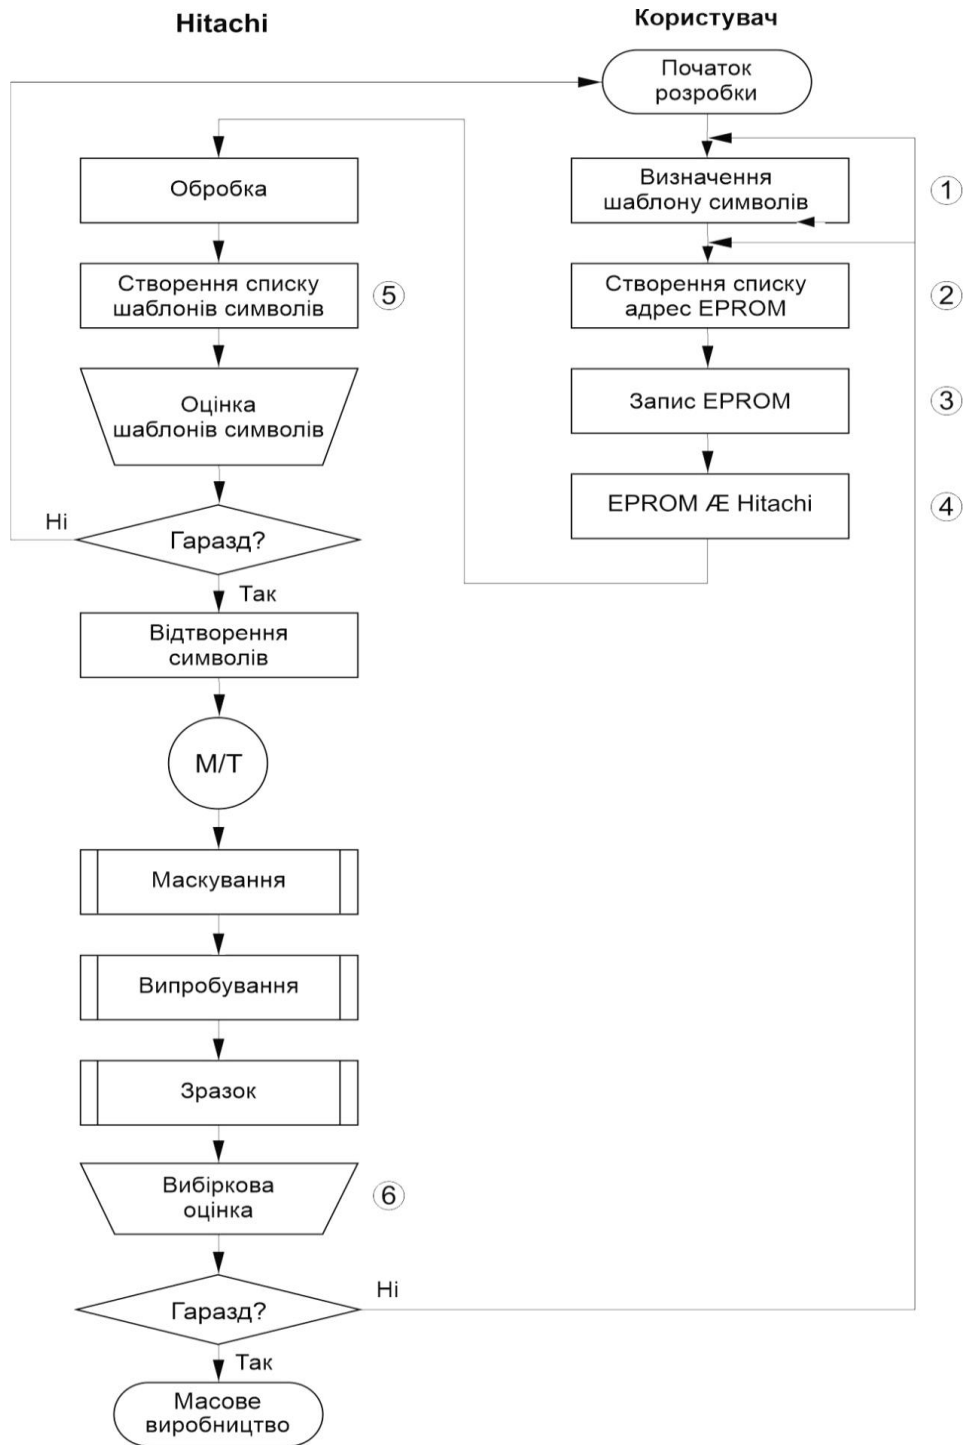 Hitachi
Користувач
Початок
розробки
Визначення
шаблону символів
①
Створення списку
адрес EPROM
②
Запис EPROM
③
EPROM Æ Hitachi
④
Обробка
Створення списку
шаблонів символів
⑤
Оцінка
шаблонів символів
Ні
Гаразд?
Так
Відтворення
символів
М/Т
Маскування
Випробування
Зразок
Вибіркова
оцінка
⑥
Ні
Гаразд?
Так
Масове
виробництво